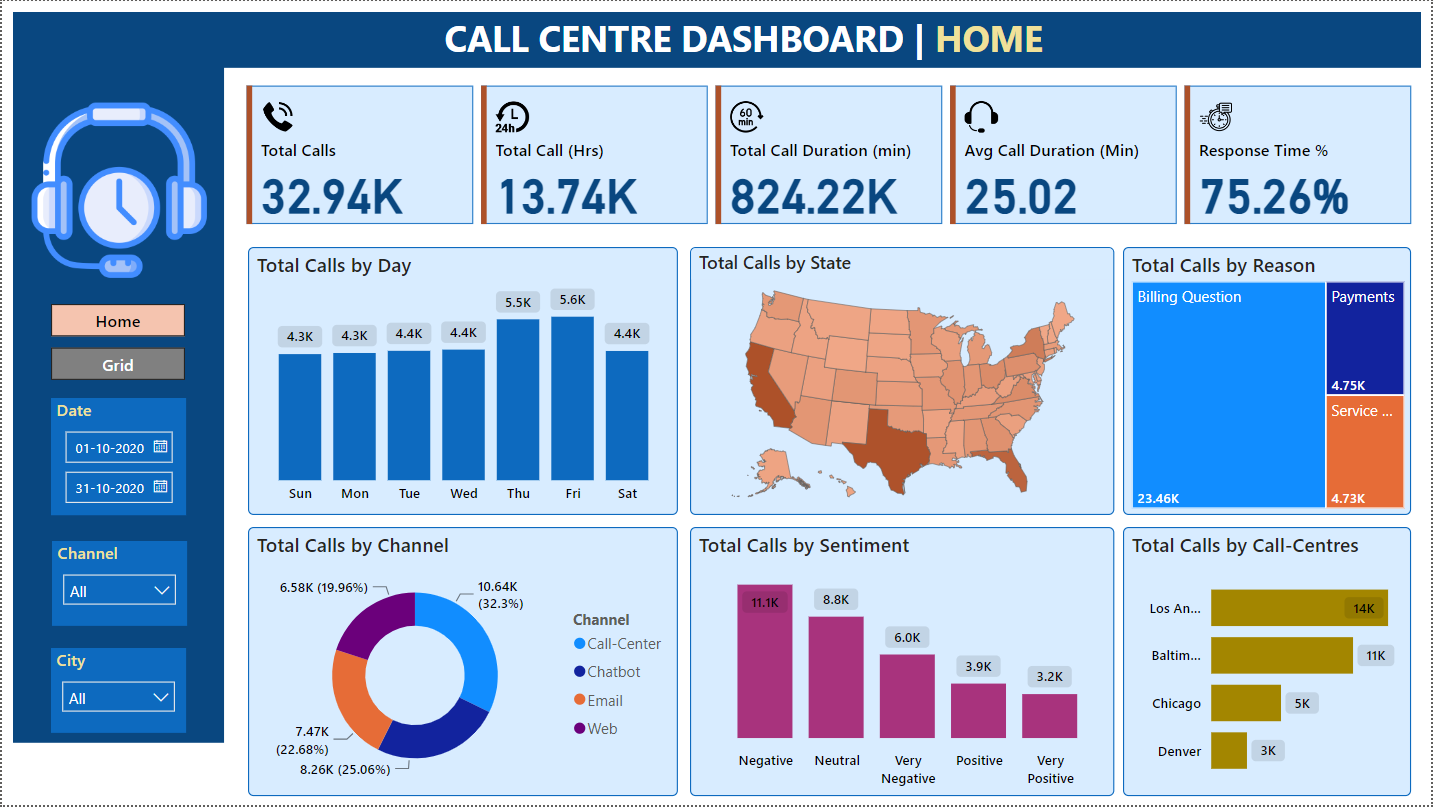 CALL CENTRE DASHBOARD | HOME
60
min
24h
Total Calls
Total Call (Hrs)
Total Call Duration (min)
Avg Call Duration (Min)
Response Time %
32.94K
13.74K
824.22K
25.02
75.26%
Home
Grid
Date
01-10-2020
31-10-2020
Channel
All
City
All
Total Calls by Day
4.3K
4.3K
4.4K
4.4K
5.5K
5.6K
4.4K
Sun
Mon
Tue
Wed
Thu
Fri
Sat
Total Calls by State
Total Calls by Reason
Billing Question
23.46K
Payments
4.75K
Service ...
4.73K
Total Calls by Channel
6.58K (19.96%)
10.64K
(32.3%)
7.47K
(22.68%)
8.26K (25.06%)
Channel
Call-Center
Chatbot
Email
Web
Total Calls by Sentiment
11.1K
8.8K
6.0K
3.9K
3.2K
Negative
Neutral
Very
Negative
Positive
Very
Positive
Total Calls by Call-Centres
Los An...
14K
Baltim...
11K
Chicago
5K
Denver
3K